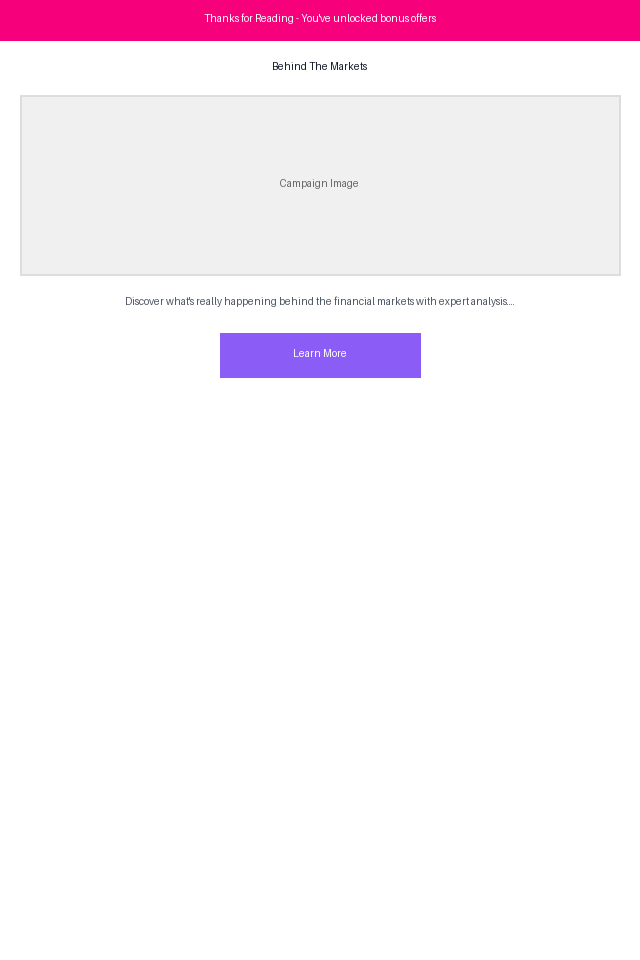 Thanks for Reading - You've unlocked bonus offers
Behind The Markets
Campaign Image
Discover what's really happening behind the financial markets with expert analysis....
Learn More